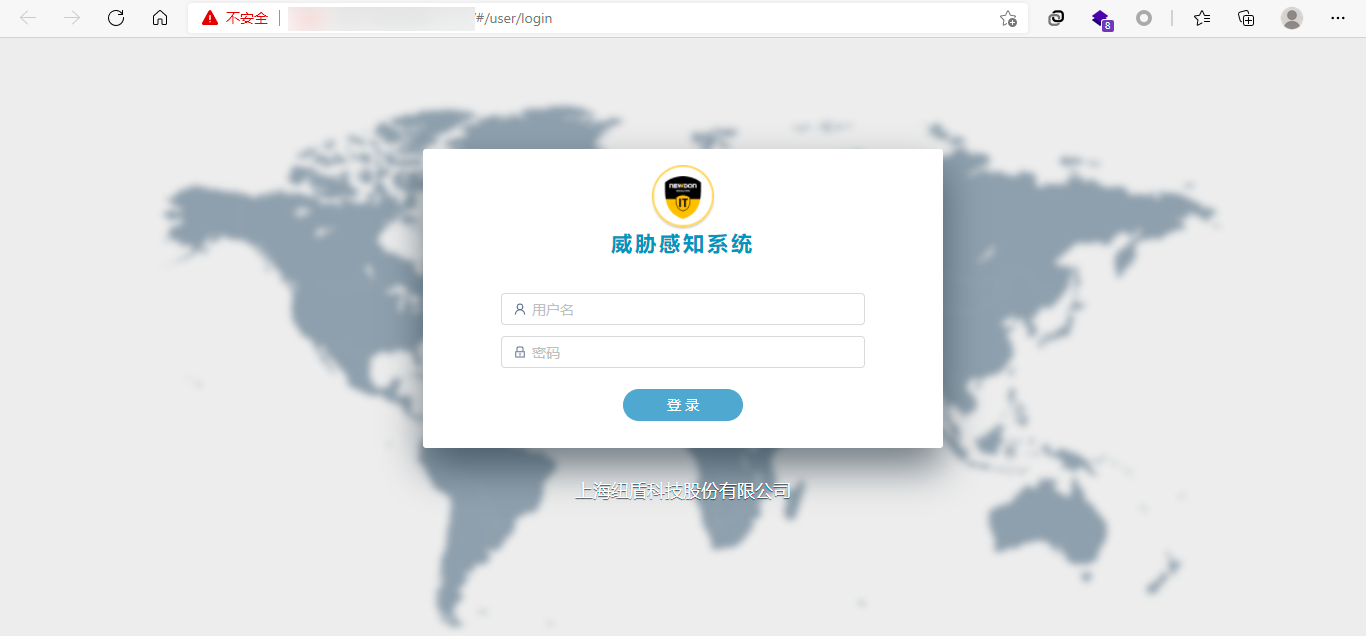 不安全 /#/user/login
8
NEWDON
IT
威胁感知系统
用户名
密码
登 录
上海纽盾科技股份有限公司